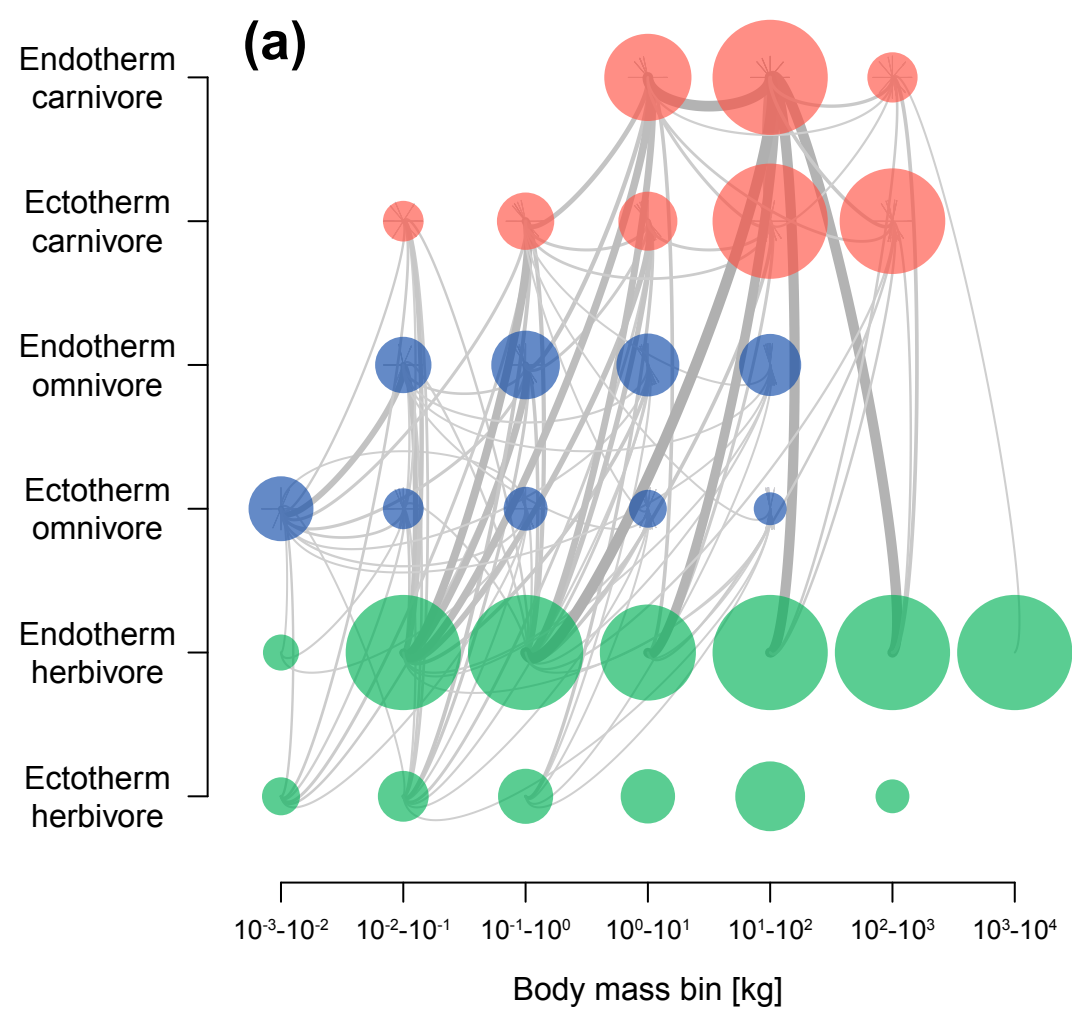 (a)
Endotherm
carnivore
Ectotherm
carnivore
Endotherm
omnivore
Ectotherm
omnivore
Endotherm
herbivore
Ectotherm
herbivore
10⁻³-10⁻² 10⁻²-10⁻¹ 10⁻¹-10⁰ 10⁰-10¹ 10¹-10² 10²-10³ 10³-10⁴
Body mass bin [kg]